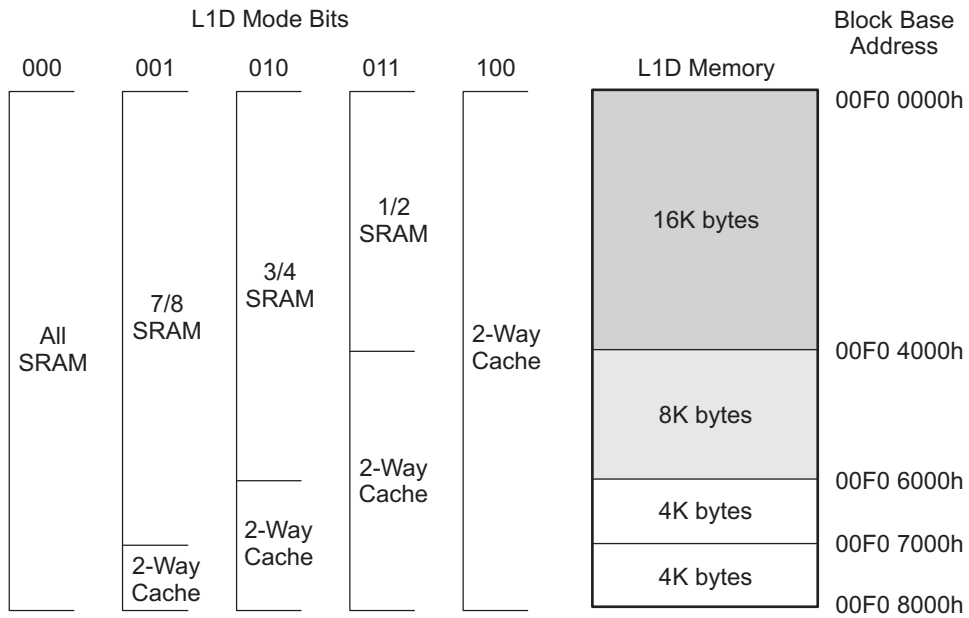 L1D Mode Bits
Block Base
Address
000 001 010 011 100 L1D Memory
00F0 0000h
1/2
SRAM
16K bytes
3/4
SRAM
7/8
SRAM
All
SRAM
2-Way
Cache
00F0 4000h
8K bytes
2-Way
Cache
00F0 6000h
4K bytes
2-Way
Cache
00F0 7000h
2-Way
Cache
4K bytes
00F0 8000h